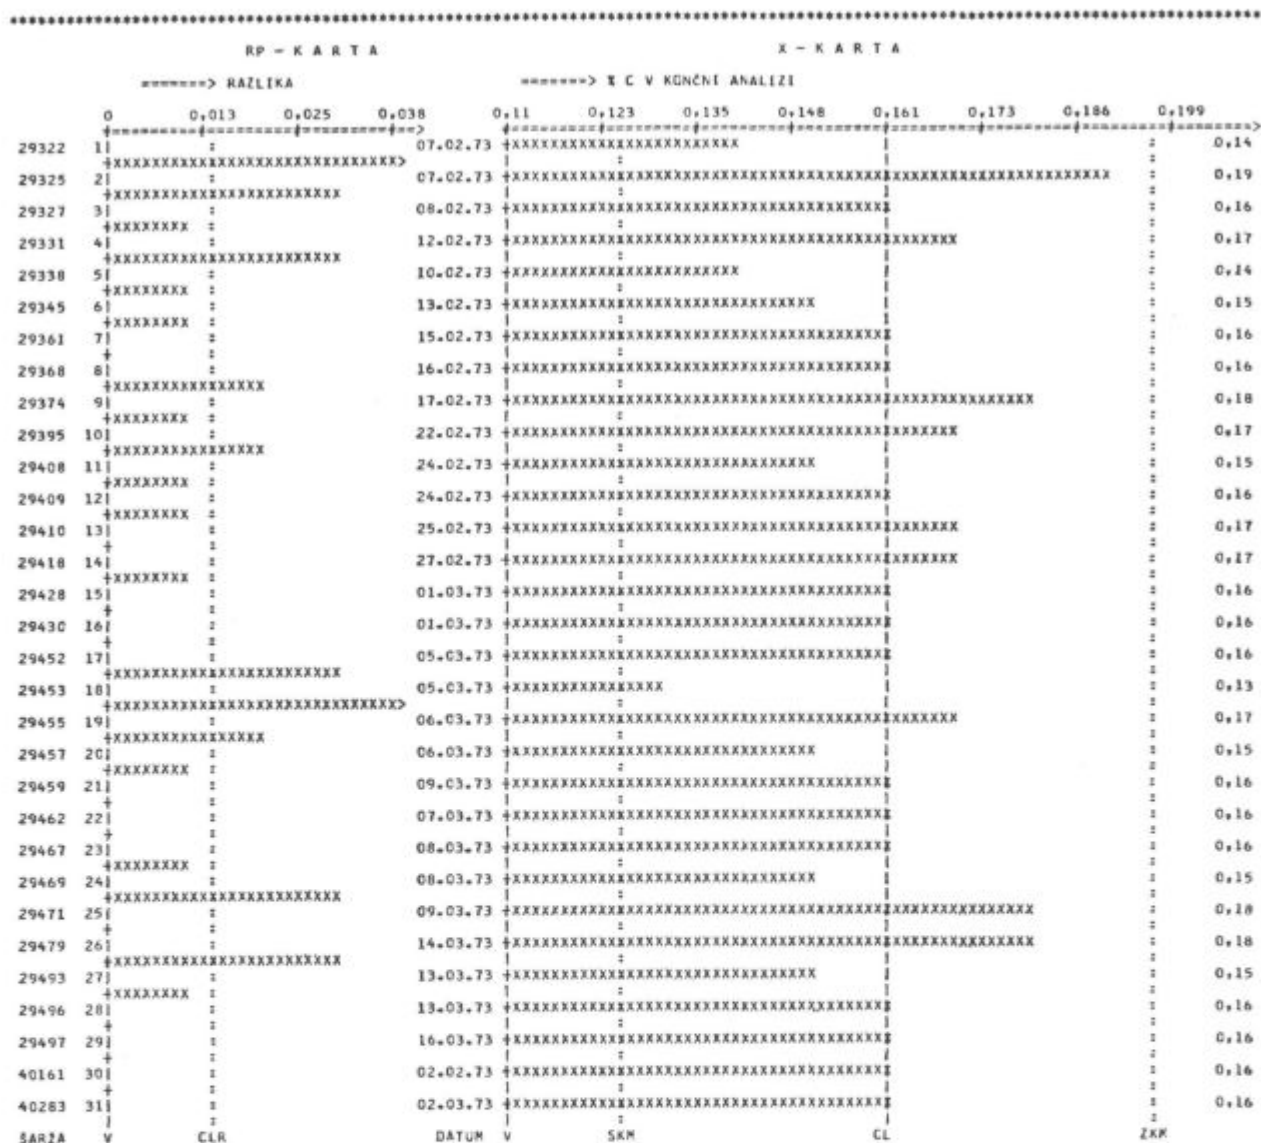 RP - K A R T A X - K A R T A
=======> RAZLIKA =======> % C V KONČNI ANALIZI
0 0,013 0,025 0,038 0,11 0,123 0,135 0,148 0,161 0,173 0,186 0,199
29322 1 07.02.73 0,14
29325 2 07.02.73 0,19
29327 3 08.02.73 0,16
29331 4 12.02.73 0,17
29338 5 10.02.73 0,14
29345 6 13.02.73 0,15
29361 7 15.02.73 0,16
29368 8 16.02.73 0,16
29374 9 17.02.73 0,18
29395 10 22.02.73 0,17
29408 11 24.02.73 0,15
29409 12 24.02.73 0,16
29410 13 25.02.73 0,17
29418 14 27.02.73 0,17
29428 15 01.03.73 0,16
29430 16 01.03.73 0,16
29452 17 05.03.73 0,16
29453 18 05.03.73 0,13
29455 19 06.03.73 0,17
29457 20 06.03.73 0,15
29459 21 09.03.73 0,16
29462 22 07.03.73 0,16
29467 23 08.03.73 0,16
29469 24 08.03.73 0,15
29471 25 09.03.73 0,18
29479 26 14.03.73 0,18
29493 27 13.03.73 0,15
29496 28 13.03.73 0,16
29497 29 16.03.73 0,16
40161 30 02.02.73 0,16
40283 31 02.03.73 0,16
ŠARŽA V CLR DATUM V SKM CL ZKM